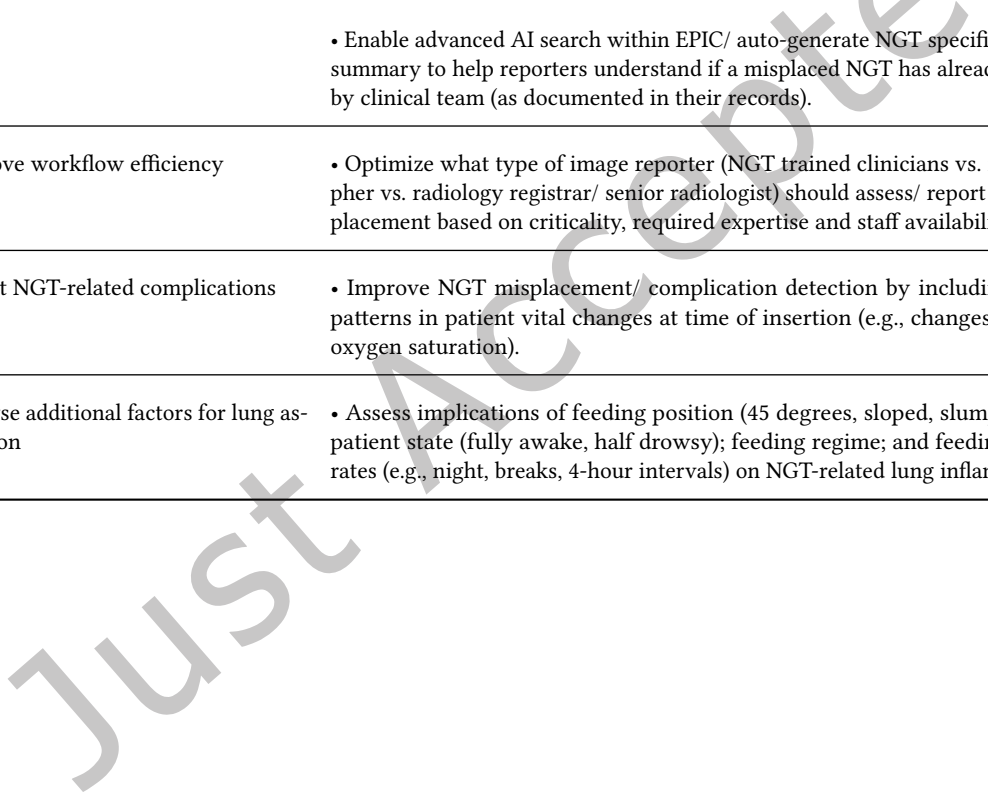 • Enable advanced AI search within EPIC/ auto-generate NGT specifi
summary to help reporters understand if a misplaced NGT has alread
by clinical team (as documented in their records).
ove workflow efficiency
• Optimize what type of image reporter (NGT trained clinicians vs.
pher vs. radiology registrar/ senior radiologist) should assess/ report
placement based on criticality, required expertise and staff availabili
t NGT-related complications
• Improve NGT misplacement/ complication detection by includi
patterns in patient vital changes at time of insertion (e.g., changes
oxygen saturation).
se additional factors for lung as-
on
• Assess implications of feeding position (45 degrees, sloped, slum
patient state (fully awake, half drowsy); feeding regime; and feedin
rates (e.g., night, breaks, 4-hour intervals) on NGT-related lung inflam
Just Accepte